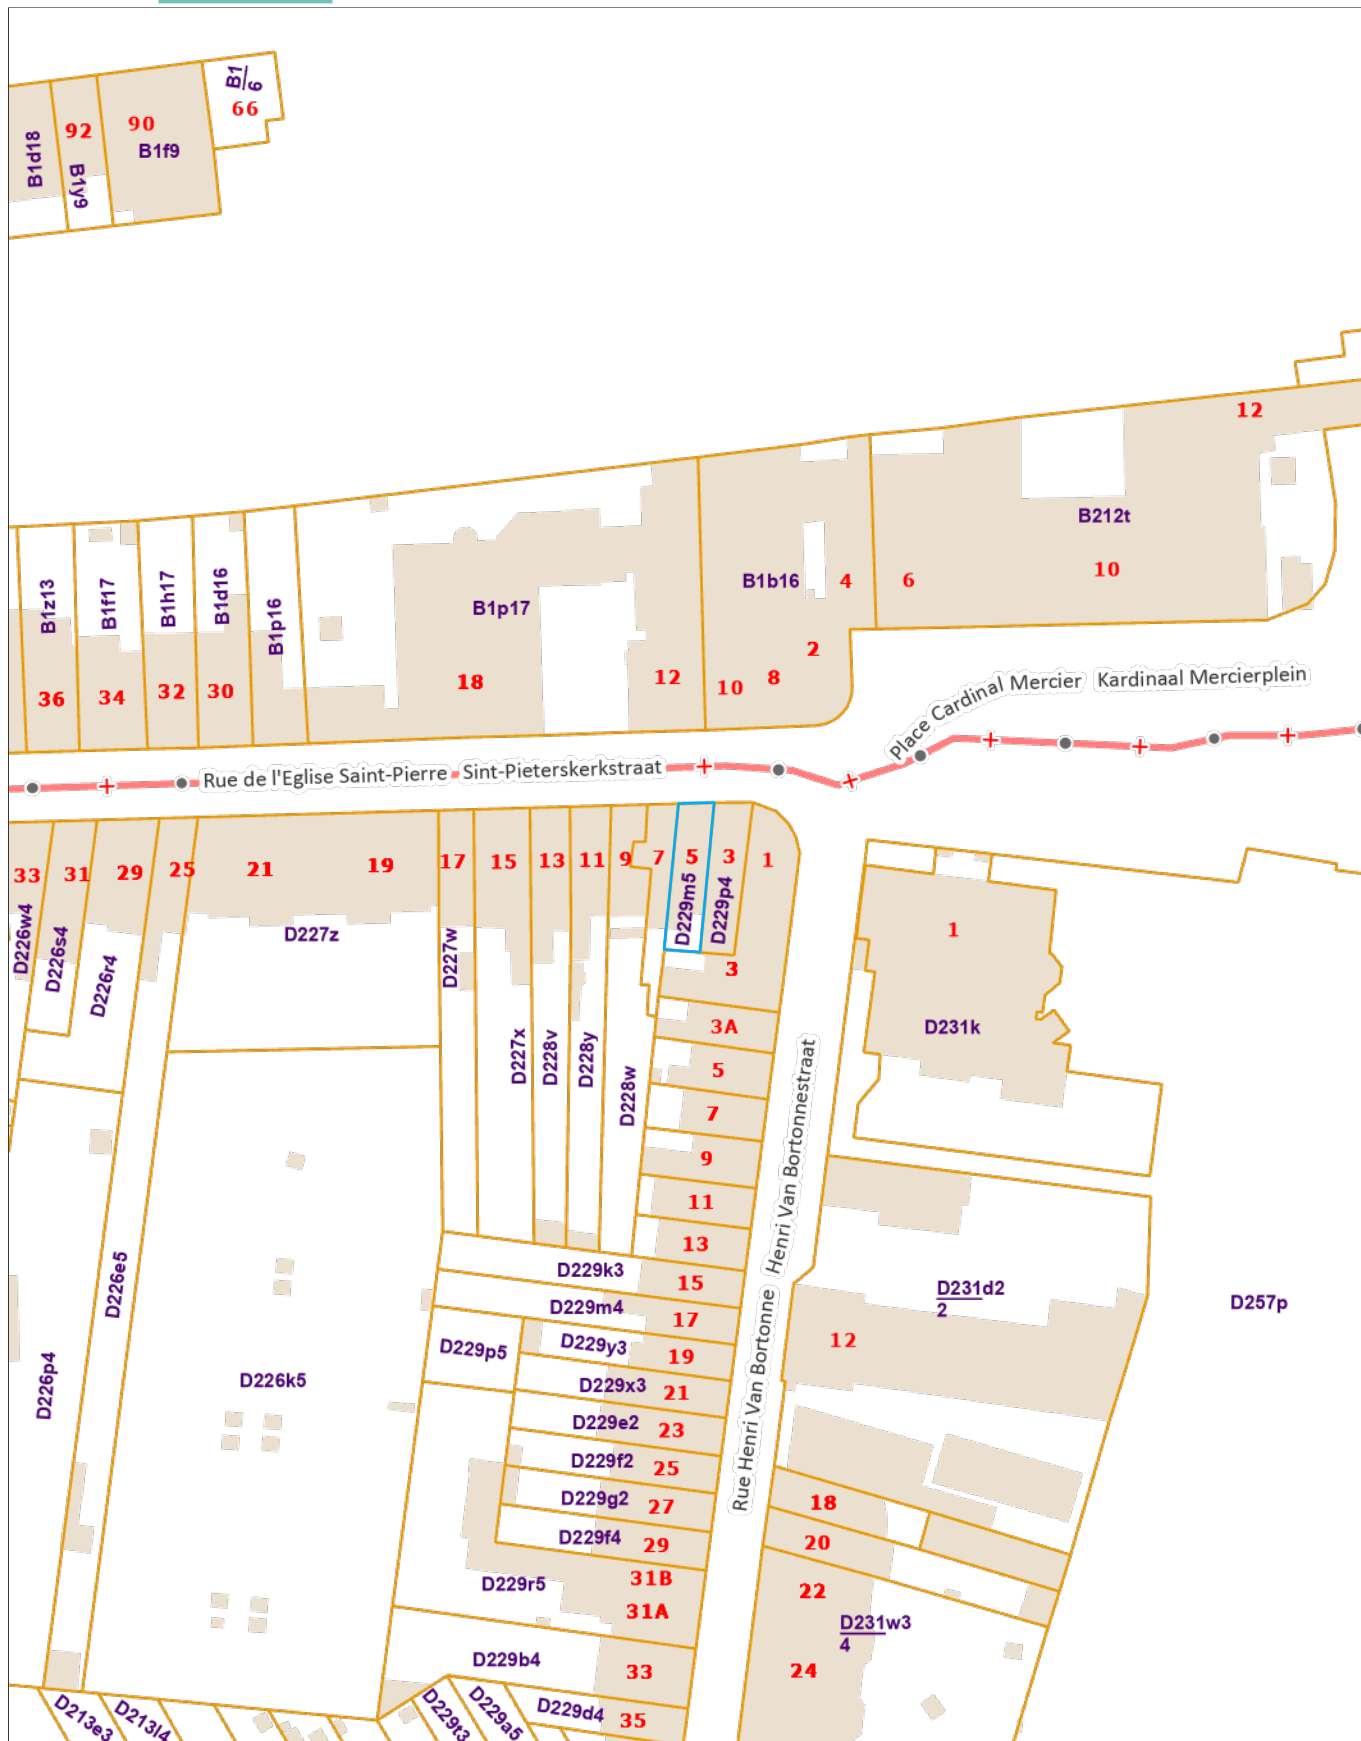 B1
9
66
92
90
B1f9
B1d18
B1y9
12
B212t
10
B1z13
B1f17
B1h17
B1d16
B1p16
B1p17
B1b16
4
6
2
36
34
32
30
18
12
10
8
Place Cardinal Mercier Kardinaal Mercierplein
Rue de l'Eglise Saint-Pierre Sint-Pieterskerkstraat
33
31
29
25
21
19
17
15
13
11
9
7
5
3
1
D226w4
D226s4
D226r4
D227z
D227w
D229m5
D229p4
3
1
D231k
3A
D227x
D228v
D228y
D228w
5
7
9
11
13
D229k3
15
D229m4
17
D229p5
D229y3
19
D229x3
21
D229e2
23
D229f2
25
D229g2
27
D229f4
29
31B
D229r5
31A
D229b4
33
D229d4
35
D226e5
D226p4
D226k5
D213e3
D213l4
D229t3
D229a5
Rue Henri Van Bortonne Henri Van Bortonnestraat
D231d2
2
D257p
12
18
20
22
D231w3
4
24